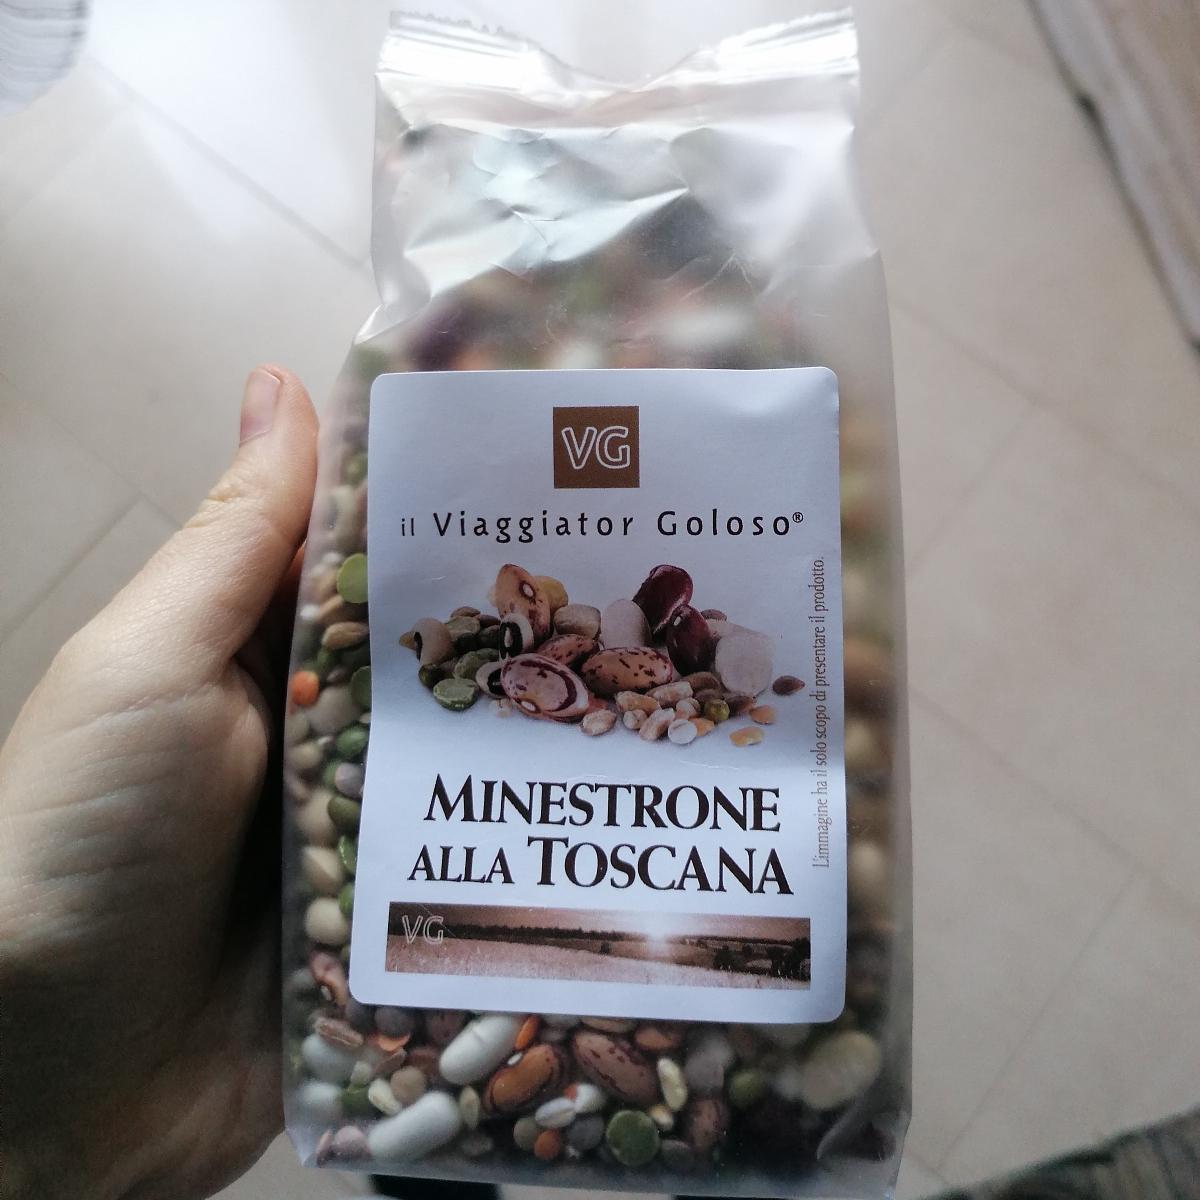 VG
il Viaggiator Goloso®
L'immagine ha il solo scopo di presentare il prodotto.
MINESTRONE
ALLA TOSCANA
VG